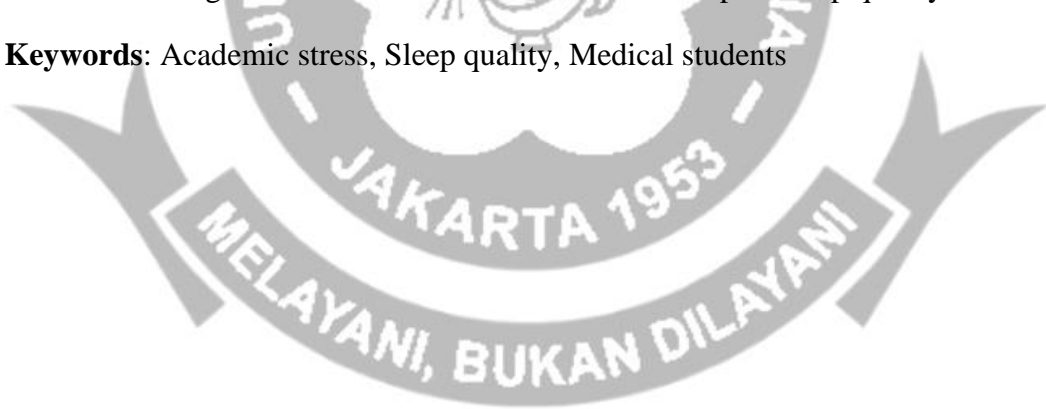 Keywords: Academic stress, Sleep quality, Medical students
JAKARTA 1953
MELAYANI, BUKAN DILAYANI